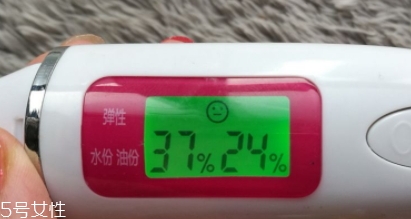 弹性
37% 24%
水份 油份
5号女性